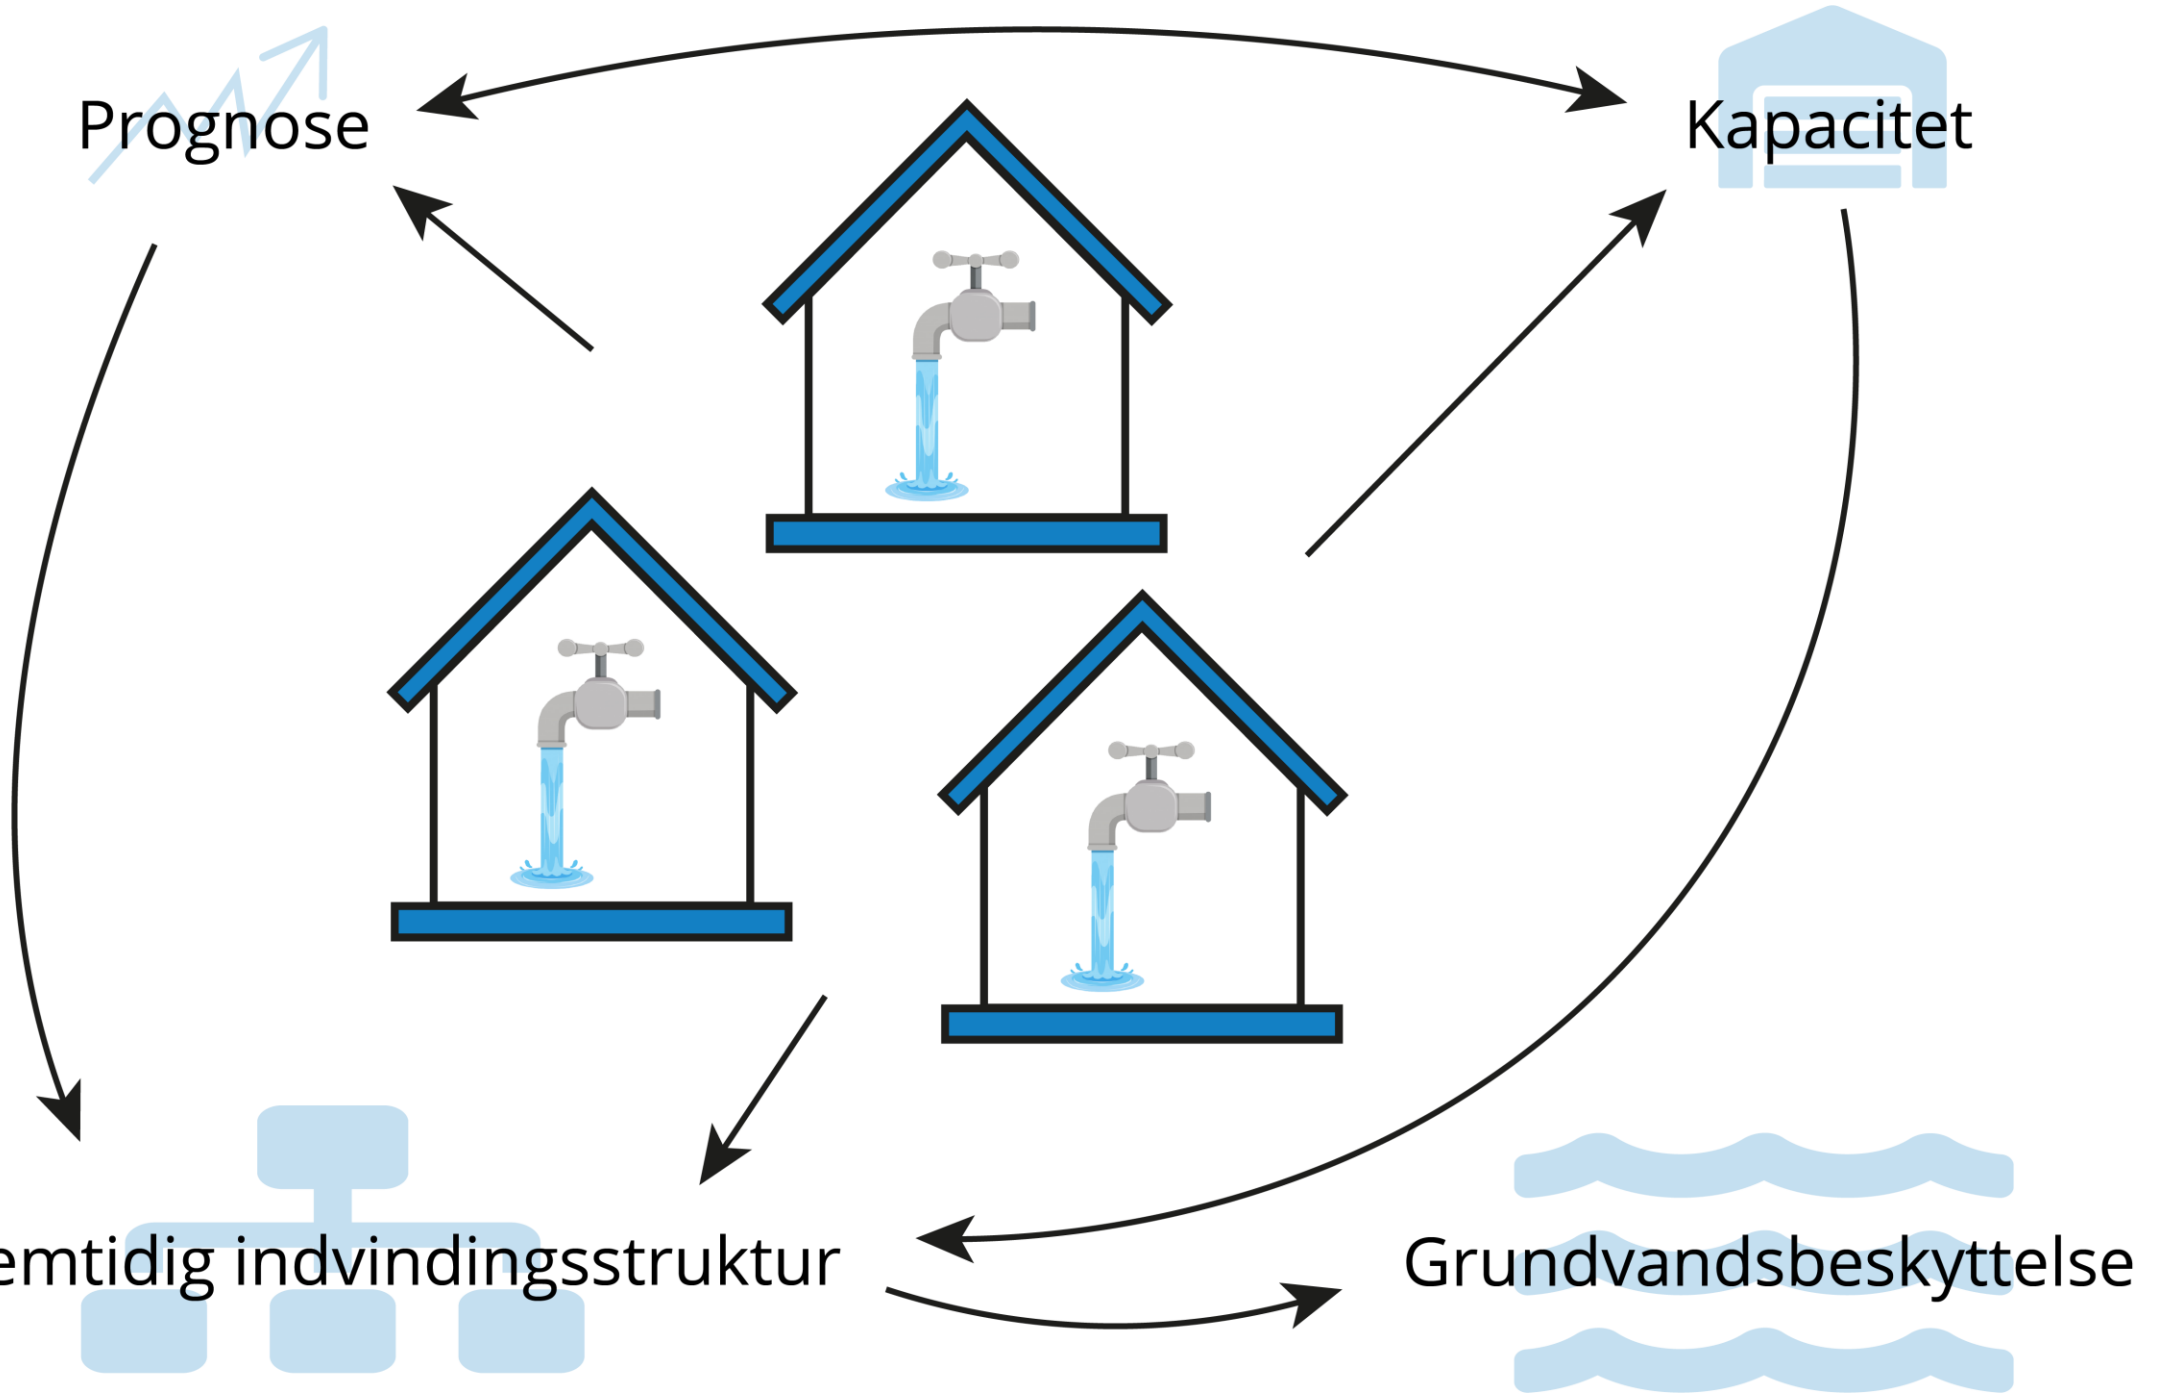 Prognose
Kapacitet
emtidig indvindingsstruktur
Grundvandsbeskyttelse